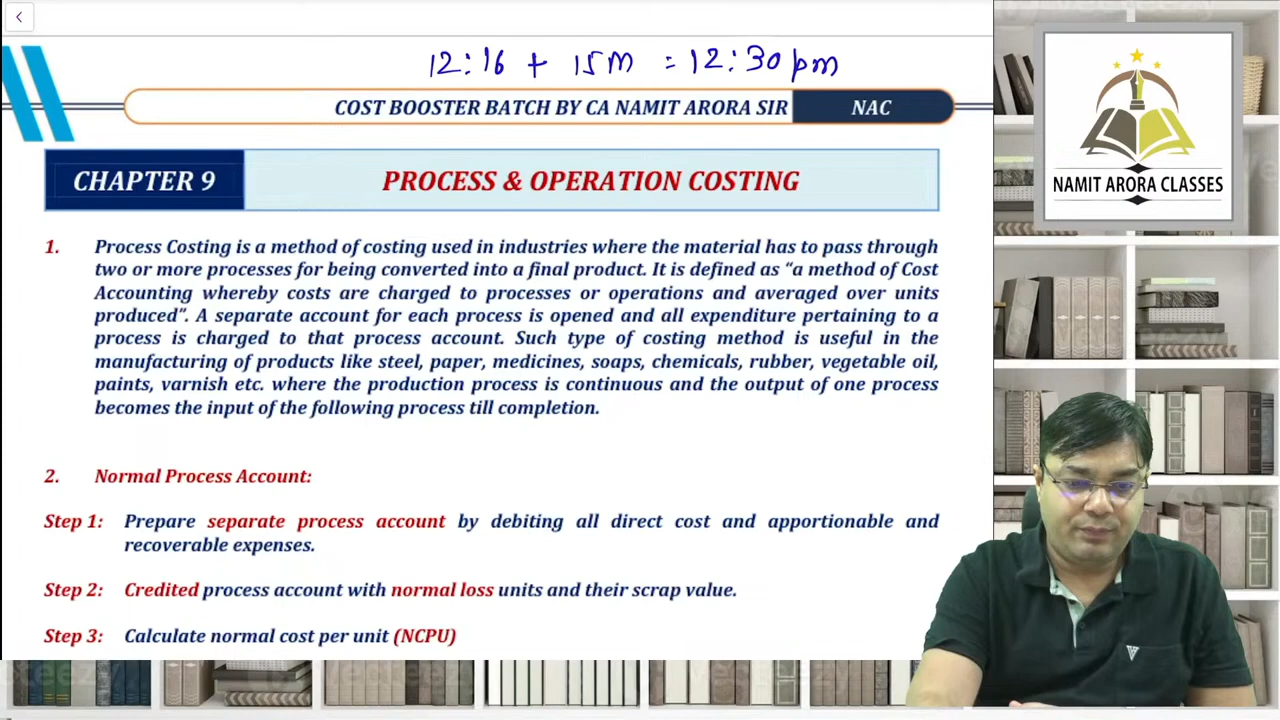 12:16 + 15m = 12:30 pm
COST BOOSTER BATCH BY CA NAMIT ARORA SIR NAC
CHAPTER 9 PROCESS & OPERATION COSTING
1. Process Costing is a method of costing used in industries where the material has to pass through
two or more processes for being converted into a final product. It is defined as “a method of Cost
Accounting whereby costs are charged to processes or operations and averaged over units
produced”. A separate account for each process is opened and all expenditure pertaining to a
process is charged to that process account. Such type of costing method is useful in the
manufacturing of products like steel, paper, medicines, soaps, chemicals, rubber, vegetable oil,
paints, varnish etc. where the production process is continuous and the output of one process
becomes the input of the following process till completion.
2. Normal Process Account:
Step 1: Prepare separate process account by debiting all direct cost and apportionable and
recoverable expenses.
Step 2: Credited process account with normal loss units and their scrap value.
Step 3: Calculate normal cost per unit (NCPU)
NAMIT ARORA CLASSES